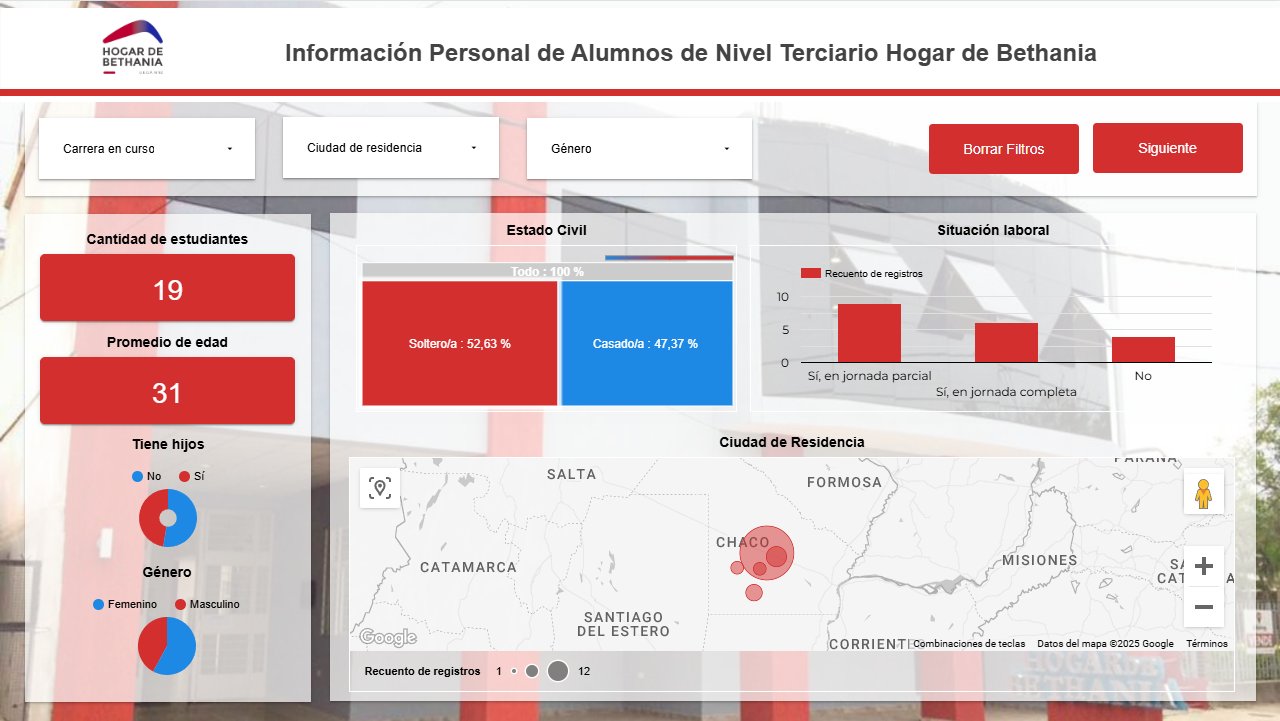 HOGAR DE
BETHANIA
Información Personal de Alumnos de Nivel Terciario Hogar de Bethania
Carrera en curso
Ciudad de residencia
Género
Borrar Filtros
Siguiente
Cantidad de estudiantes
19
Promedio de edad
31
Tiene hijos
No
Sí
Género
Femenino
Masculino
Estado Civil
Todo : 100 %
Soltero/a : 52,63 %
Casado/a : 47,37 %
Situación laboral
Recuento de registros
10
5
0
Sí, en jornada parcial
Sí, en jornada completa
No
Ciudad de Residencia
SALTA
FORMOSA
PARANÁ
CHACO
CATAMARCA
MISIONES
SANTIAGO
DEL ESTERO
Google
Combinaciones de teclas
Datos del mapa ©2025 Google
Términos
Recuento de registros
1
12
HOGAR DE
BETHANIA